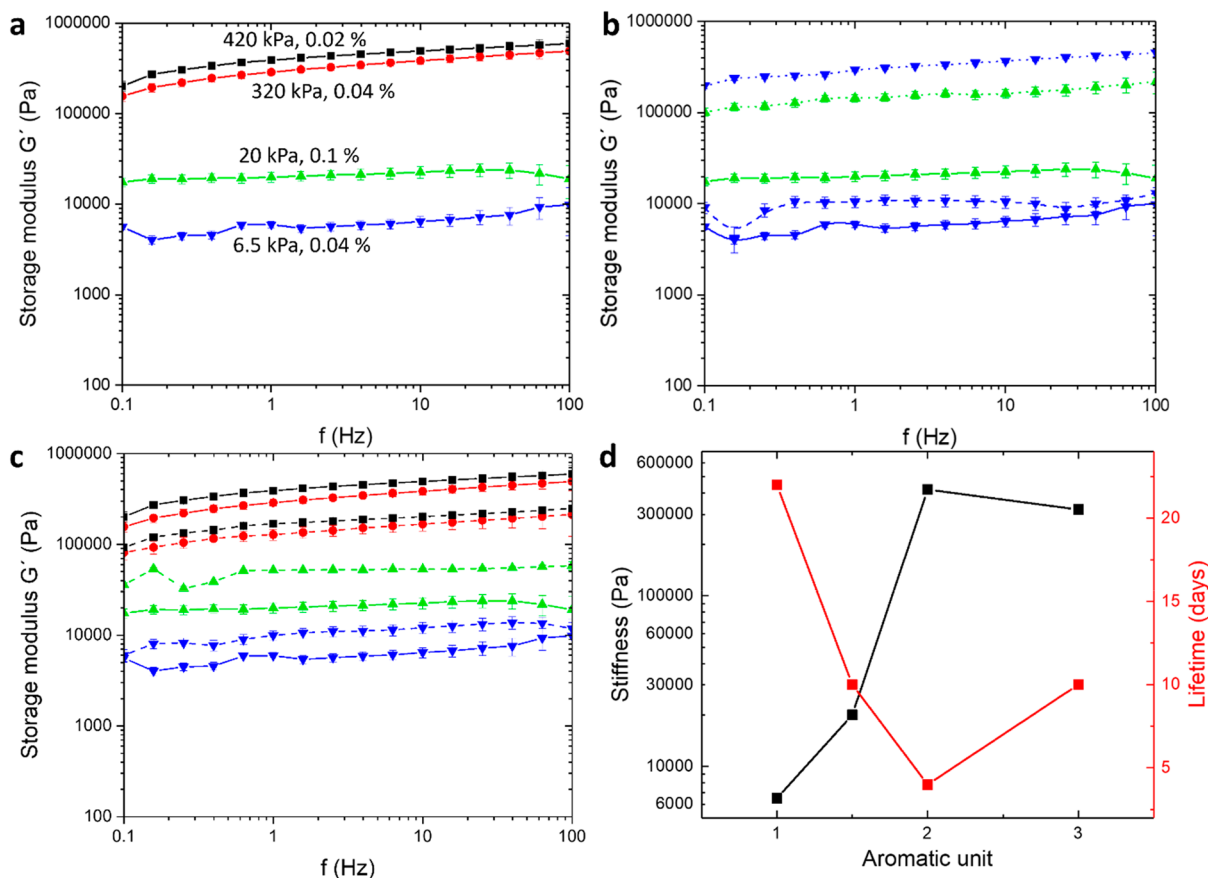 a
1000000
100000
10000
1000
100
Storage modulus G´ (Pa)
420 kPa, 0.02 %
320 kPa, 0.04 %
20 kPa, 0.1 %
6.5 kPa, 0.04 %
0.1 1 10 100
f (Hz)
b
1000000
100000
10000
1000
100
Storage modulus G´ (Pa)
0.1 1 10 100
f (Hz)
c
1000000
100000
10000
1000
100
Storage modulus G´ (Pa)
0.1 1 10 100
f (Hz)
d
600000
300000
100000
60000
30000
10000
6000
Stiffness (Pa)
20
15
10
5
Lifetime (days)
1 2 3
Aromatic unit